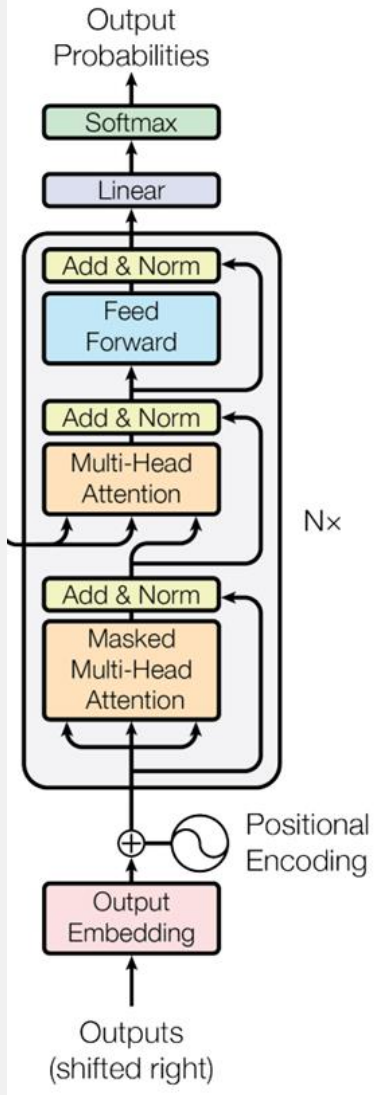 Output
Probabilities
Softmax
Linear
Add & Norm
Feed
Forward
Add & Norm
Multi-Head
Attention
N×
Add & Norm
Masked
Multi-Head
Attention
Positional
Encoding
Output
Embedding
Outputs
(shifted right)